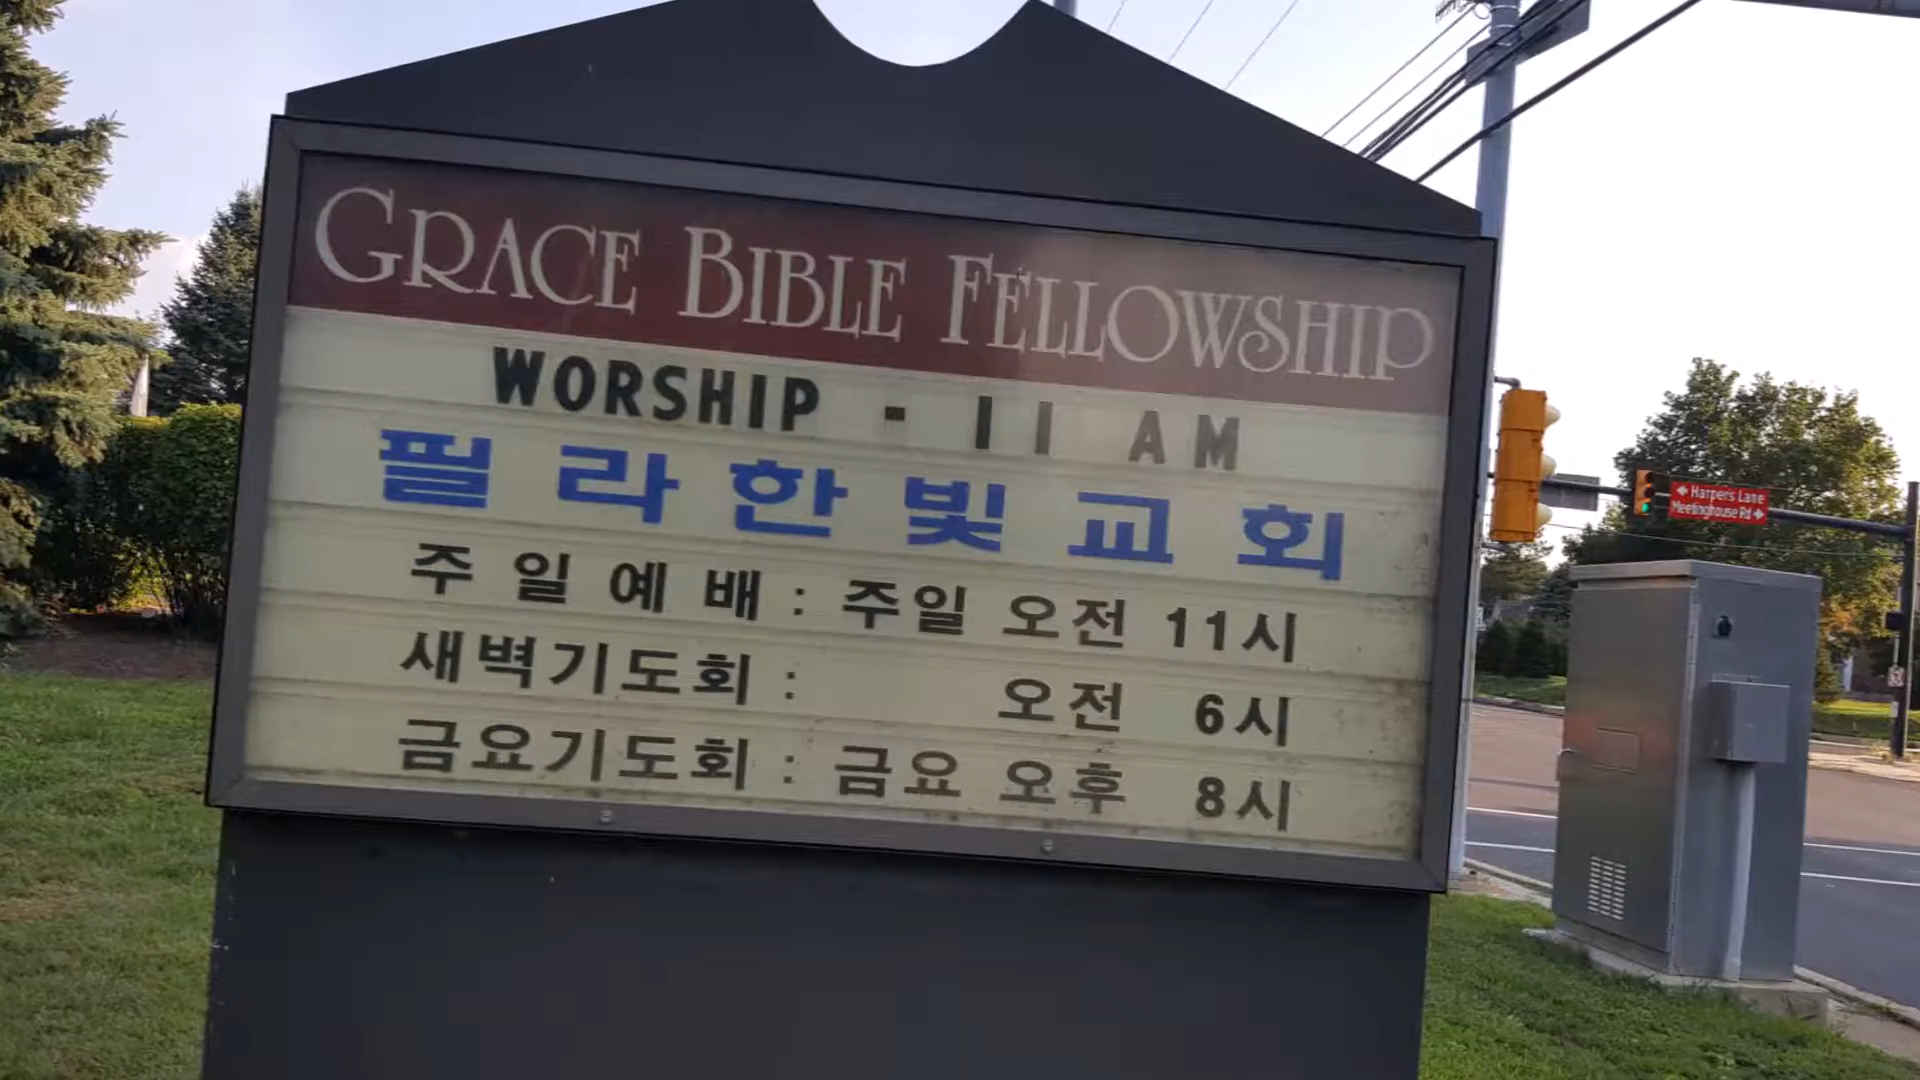 GRACE BIBLE FELLOWSHIP
WORSHIP - 11 AM
필라한빛교회
주일예배 : 주일 오전 11시
새벽기도회 : 오전 6시
금요기도회 : 금요 오후 8시
Harpers Lane
Meetinghouse Rd